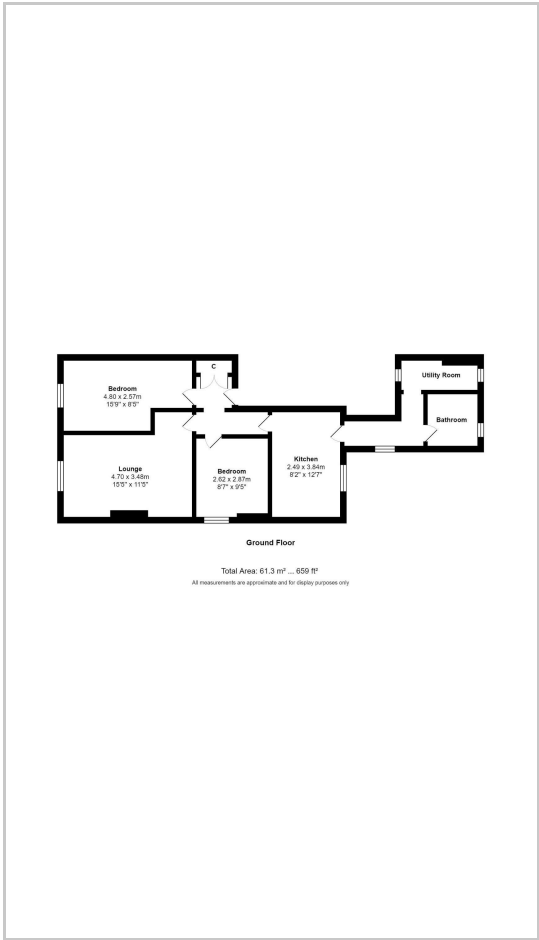 C
Bedroom
4.80 x 2.57m
15'9" x 8'5"
Utility Room
Bathroom
Lounge
4.70 x 3.48m
15'5" x 11'5"
Bedroom
2.62 x 2.87m
8'7" x 9'5"
Kitchen
2.49 x 3.84m
8'2" x 12'7"
Ground Floor
Total Area: 61.3 m² ... 659 ft²
All measurements are approximate and for display purposes only